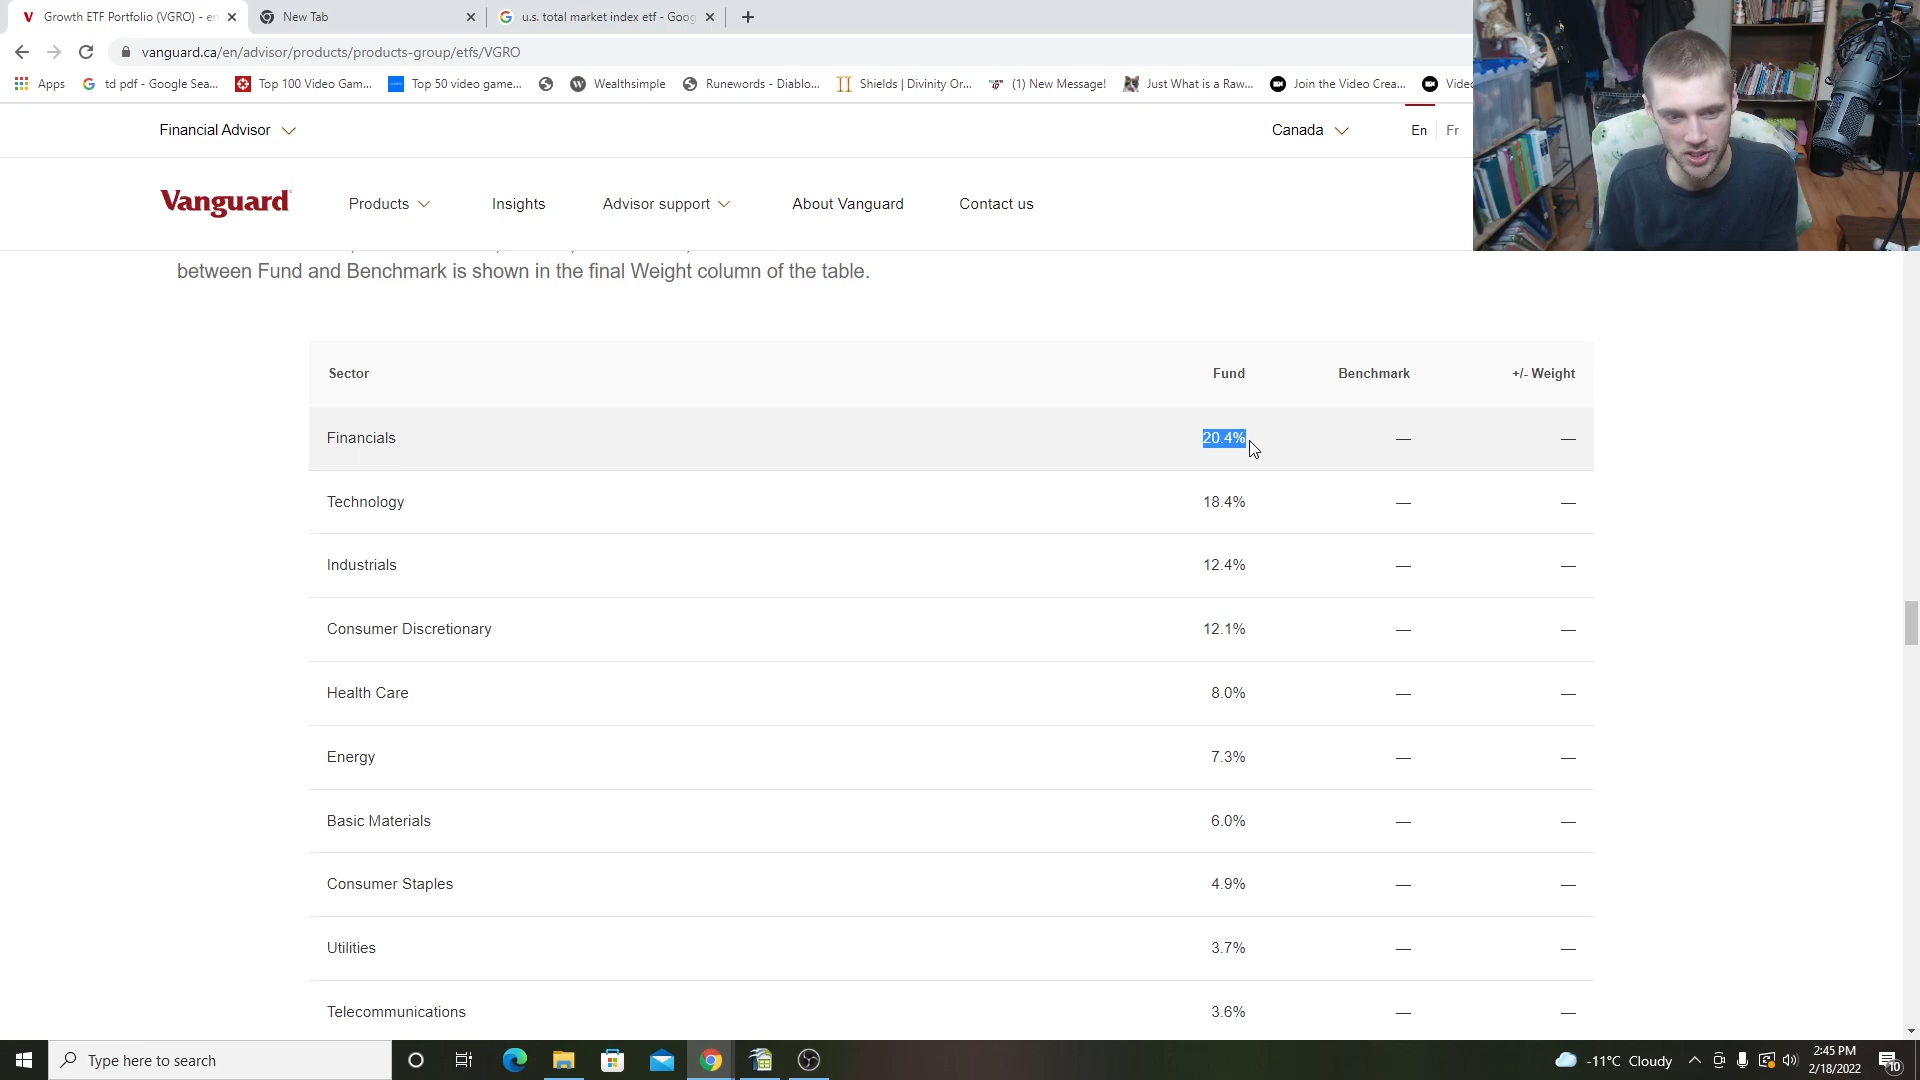 Growth ETF Portfolio (VGRO) - en
New Tab
u.s. total market index etf - Goog
vanguard.ca/en/advisor/products/products-group/etfs/VGRO
Apps
td pdf - Google Sea...
Top 100 Video Gam...
Top 50 video game...
Wealthsimple
Runewords - Diablo...
Shields | Divinity Or...
(1) New Message!
Just What is a Raw...
Join the Video Crea...
Financial Advisor
Canada
En
Fr
Vanguard
Products
Insights
Advisor support
About Vanguard
Contact us
between Fund and Benchmark is shown in the final Weight column of the table.
Sector Fund Benchmark +/- Weight
Financials 20.4% — —
Technology 18.4% — —
Industrials 12.4% — —
Consumer Discretionary 12.1% — —
Health Care 8.0% — —
Energy 7.3% — —
Basic Materials 6.0% — —
Consumer Staples 4.9% — —
Utilities 3.7% — —
Telecommunications 3.6% — —
Type here to search
-11°C Cloudy
2:45 PM
2/18/2022
10